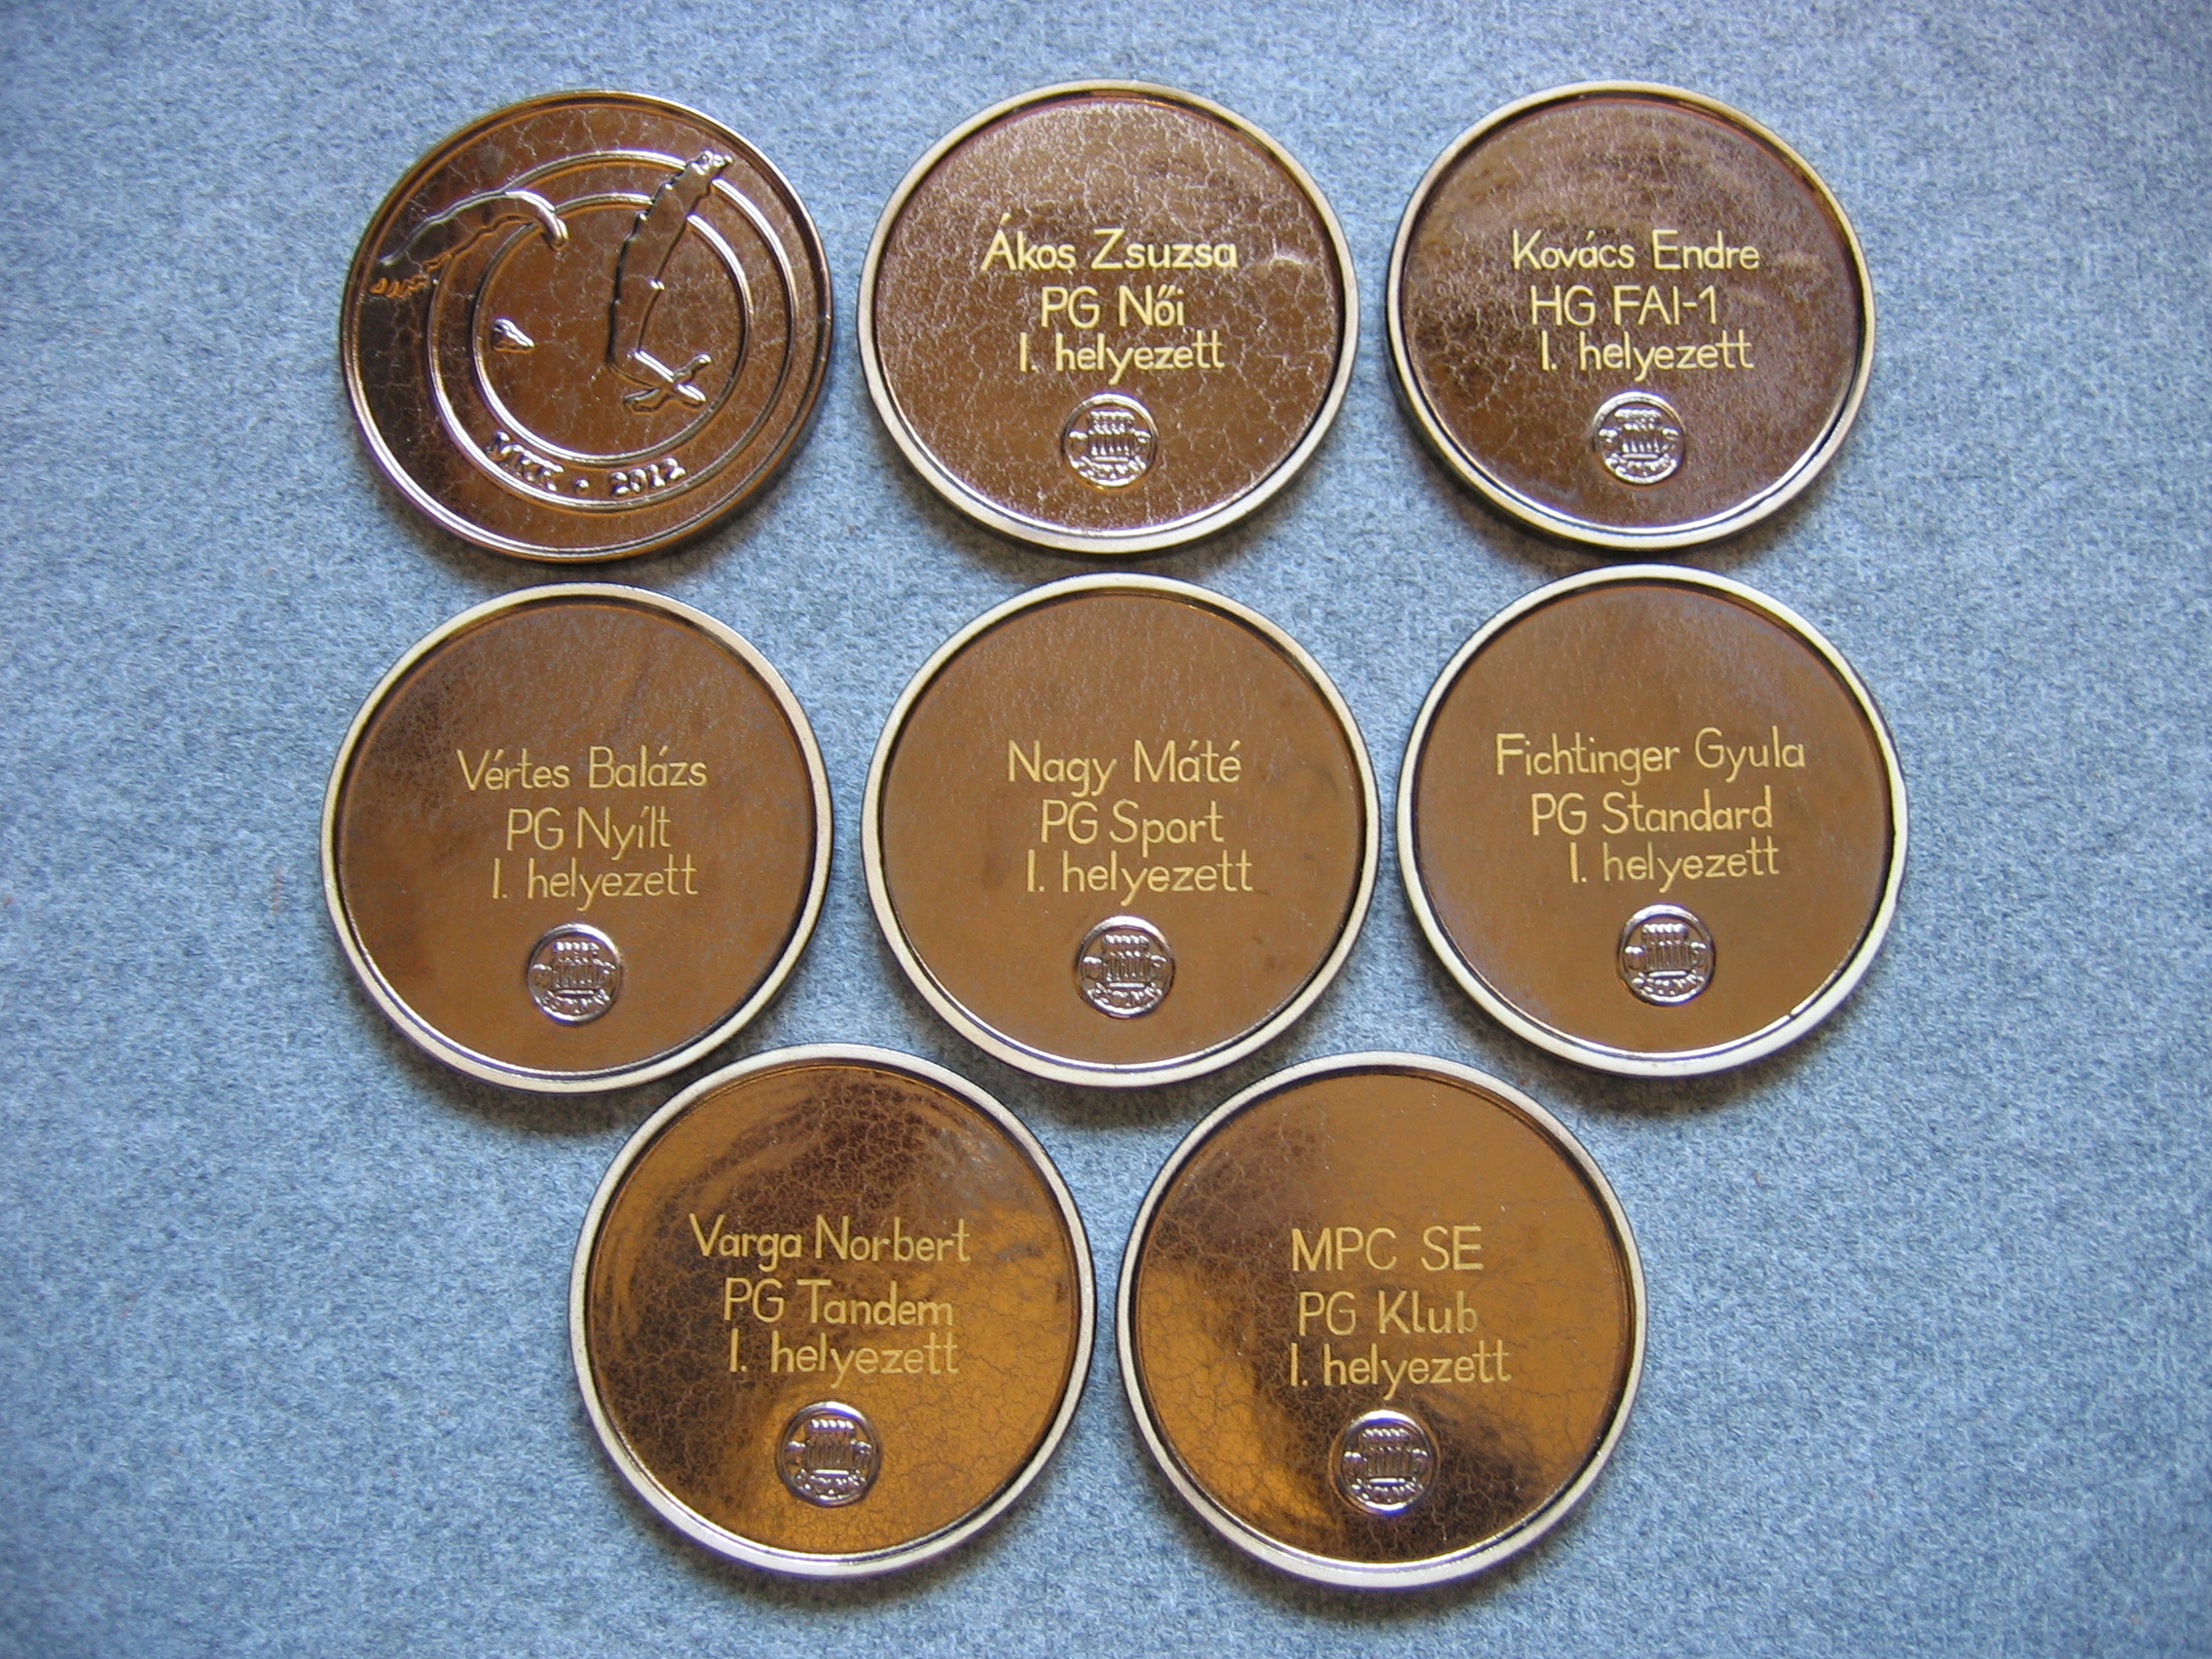 MKK • 2012
Ákos Zsuzsa
PG Női
I. helyezett
Kovács Endre
HG FAI-1
I. helyezett
Vértes Balázs
PG Nyílt
I. helyezett
Nagy Máté
PG Sport
I. helyezett
Fichtinger Gyula
PG Standard
I. helyezett
Varga Norbert
PG Tandem
I. helyezett
MPC SE
PG Klub
I. helyezett